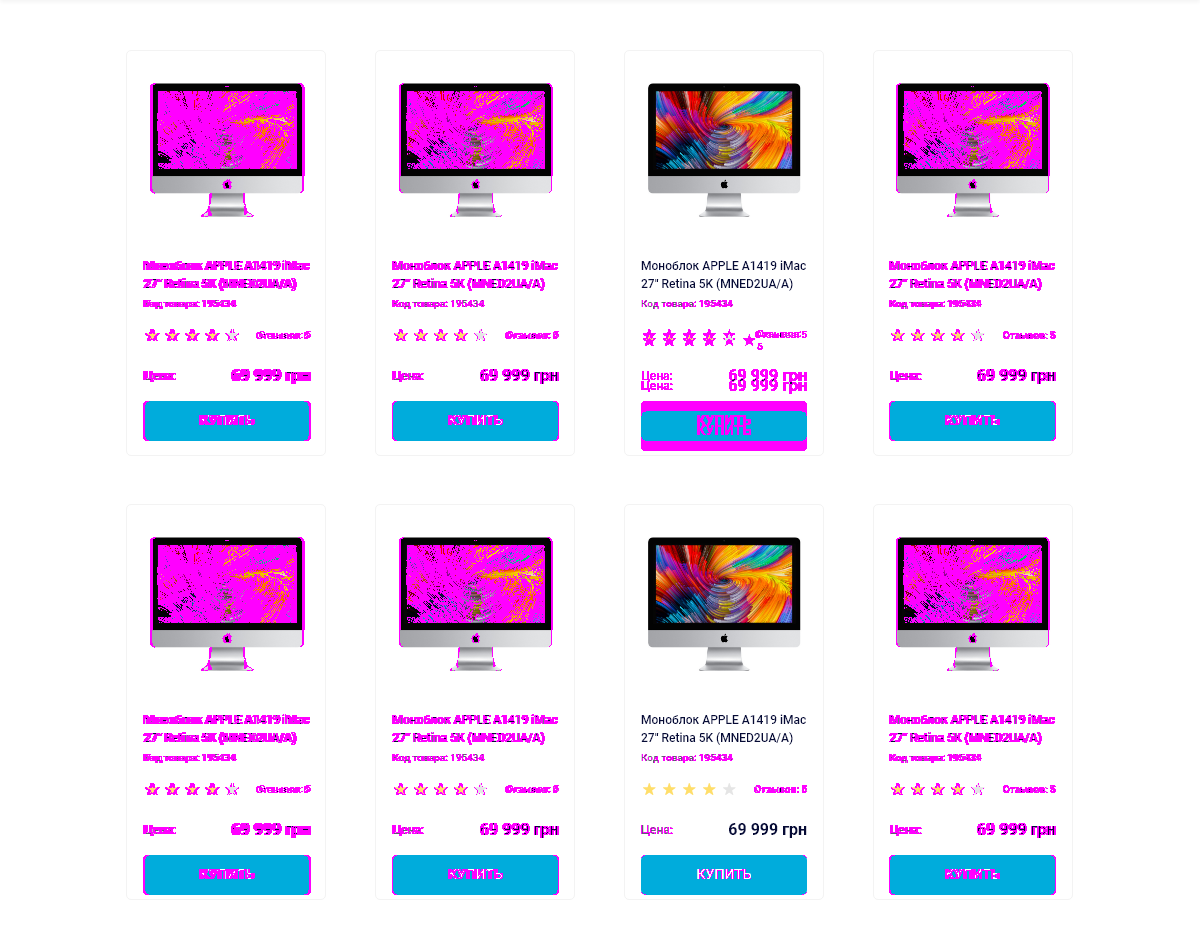 Моноблок APPLE A1419 iMac
27" Retina 5K (MNED2UA/A)
Код товара: 195434
Отзывов: 5
Цена: 69 999 грн
КУПИТЬ
Моноблок APPLE A1419 iMac
27" Retina 5K (MNED2UA/A)
Код товара: 195434
Отзывов: 5
Цена: 69 999 грн
КУПИТЬ
Моноблок APPLE A1419 iMac
27" Retina 5K (MNED2UA/A)
Код товара: 195434
Отзывов: 5
5
Цена: 69 999 грн
Цена: 69 999 грн
КУПИТЬ
КУПИТЬ
Моноблок APPLE A1419 iMac
27" Retina 5K (MNED2UA/A)
Код товара: 195434
Отзывов: 5
Цена: 69 999 грн
КУПИТЬ
Моноблок APPLE A1419 iMac
27" Retina 5K (MNED2UA/A)
Код товара: 195434
Отзывов: 5
Цена: 69 999 грн
КУПИТЬ
Моноблок APPLE A1419 iMac
27" Retina 5K (MNED2UA/A)
Код товара: 195434
Отзывов: 5
Цена: 69 999 грн
КУПИТЬ
Моноблок APPLE A1419 iMac
27" Retina 5K (MNED2UA/A)
Код товара: 195434
Отзывов: 5
Цена: 69 999 грн
КУПИТЬ
Моноблок APPLE A1419 iMac
27" Retina 5K (MNED2UA/A)
Код товара: 195434
Отзывов: 5
Цена: 69 999 грн
КУПИТЬ